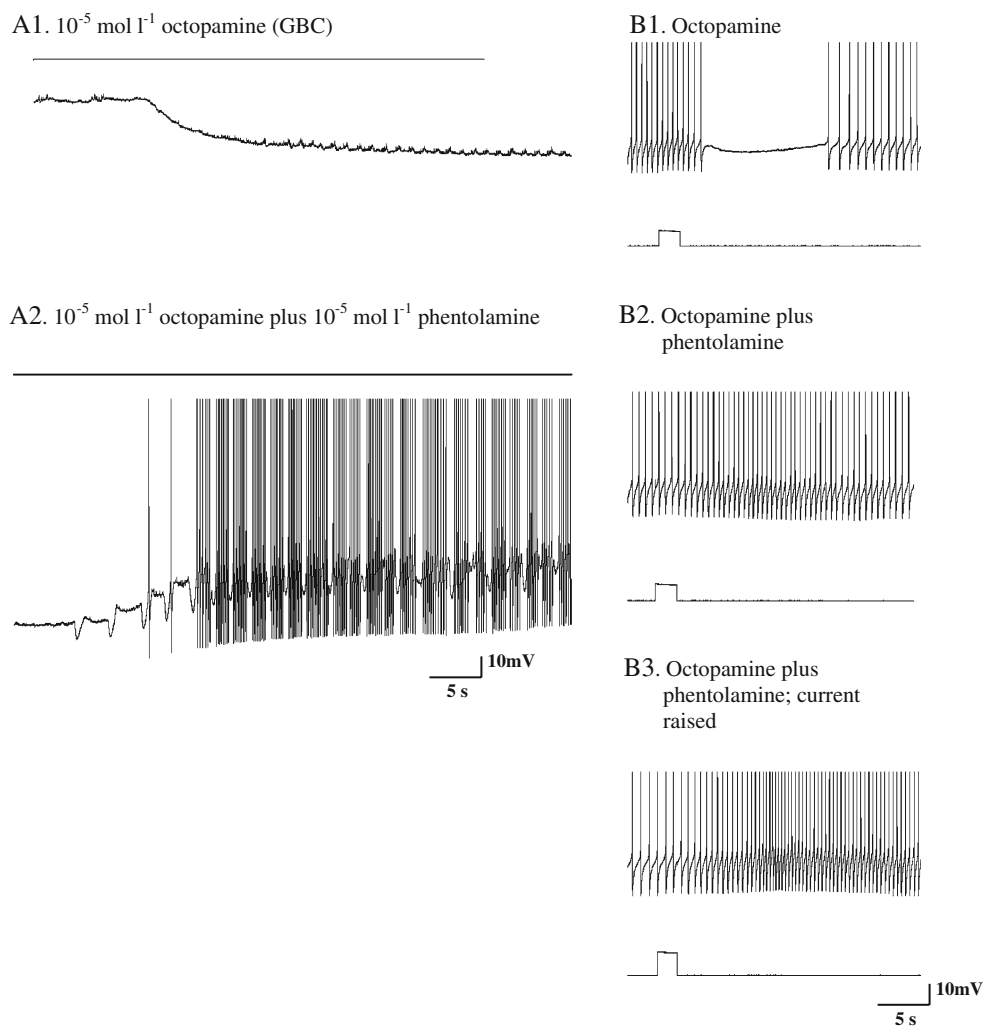 A1. 10⁻⁵ mol l⁻¹ octopamine (GBC)
A2. 10⁻⁵ mol l⁻¹ octopamine plus 10⁻⁵ mol l⁻¹ phentolamine
10mV
5 s
B1. Octopamine
B2. Octopamine plus
phentolamine
B3. Octopamine plus
phentolamine; current
raised
10mV
5 s